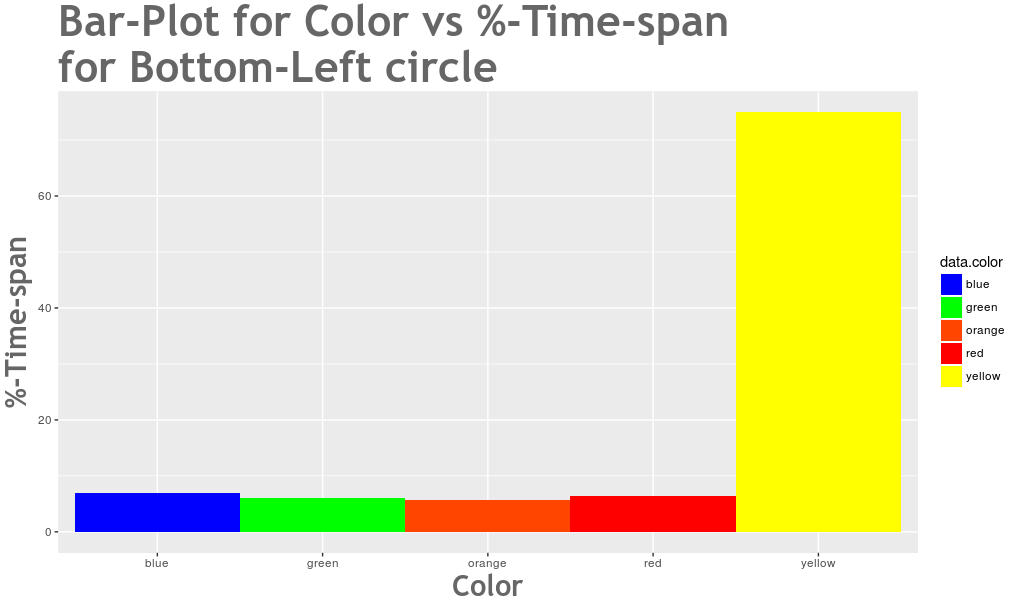 Bar-Plot for Color vs %-Time-span
for Bottom-Left circle
%-Time-span
60
40
20
0
blue
green
orange
red
yellow
Color
data.color
blue
green
orange
red
yellow